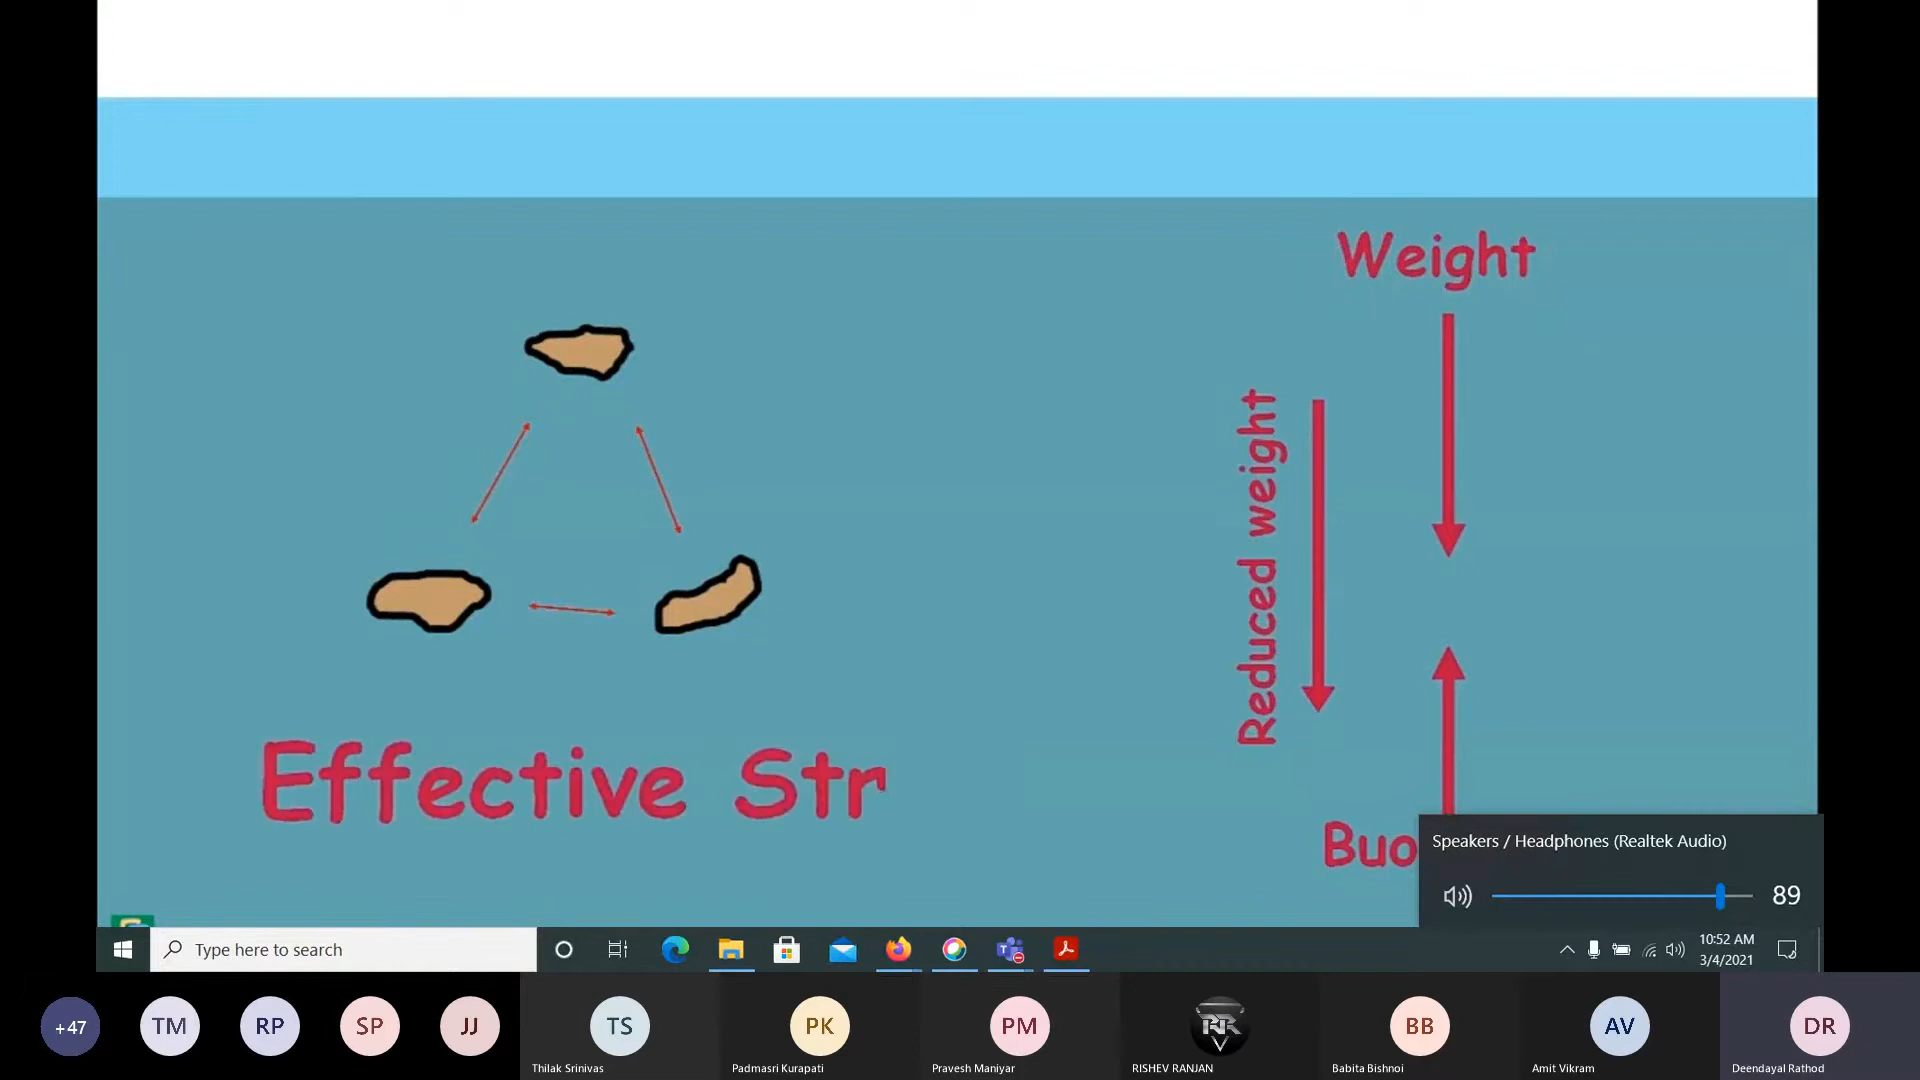 Weight
Reduced weight
Effective Str
Buo
Speakers / Headphones (Realtek Audio)
89
Type here to search
10:52 AM
3/4/2021
+47
TM
RP
SP
JJ
TS
PK
PM
BB
AV
DR
Thilak Srinivas
Padmasri Kurapati
Pravesh Maniyar
RISHEV RANJAN
Babita Bishnoi
Amit Vikram
Deendayal Rathod